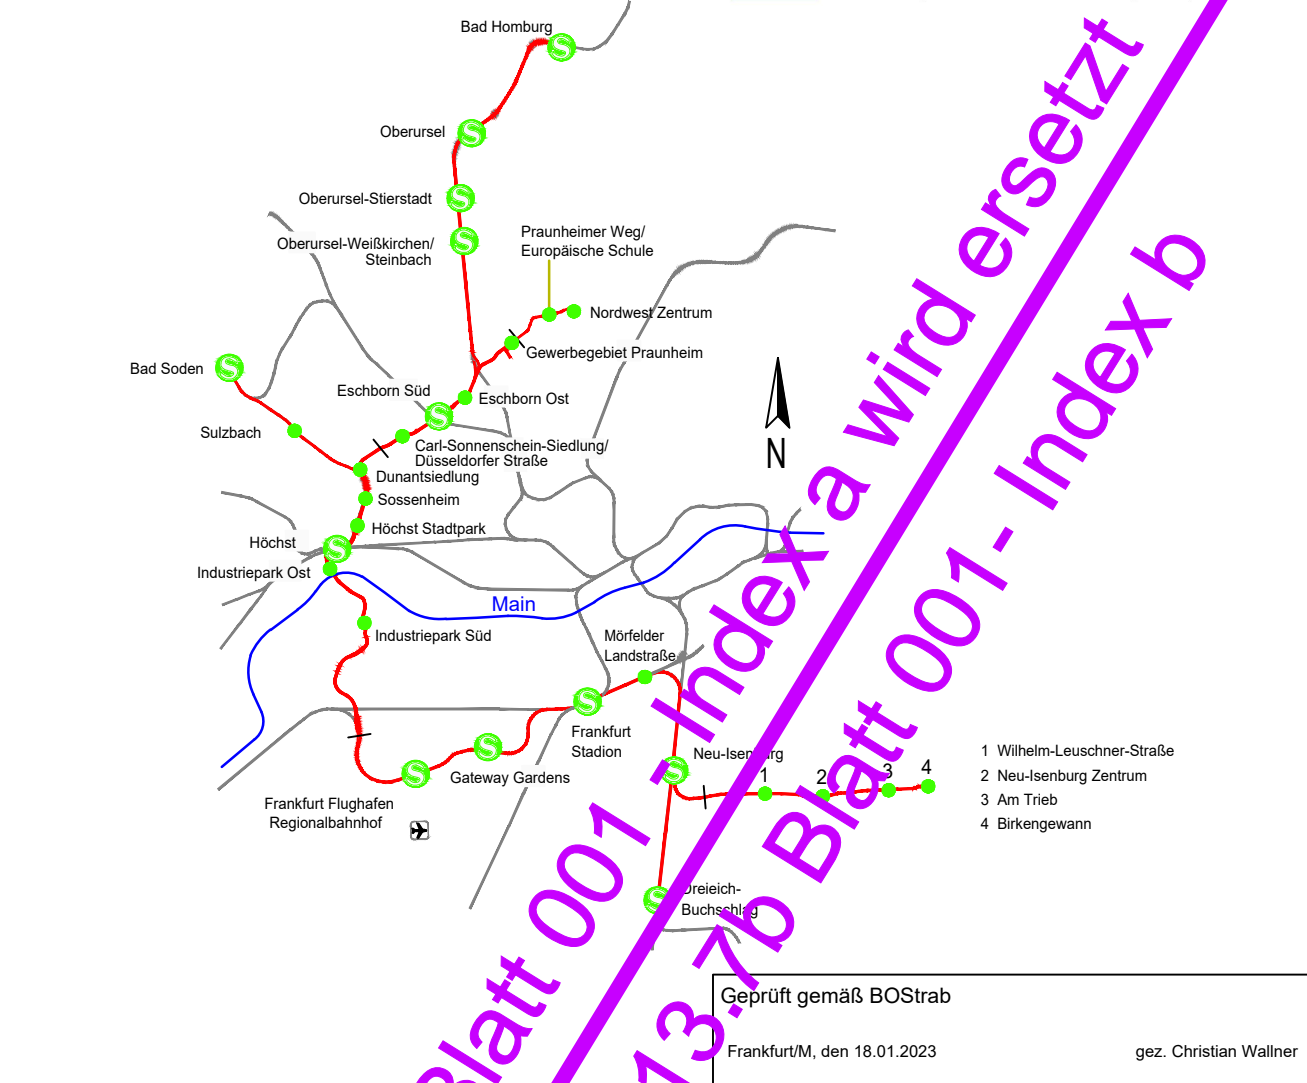 Bad Homburg
Oberursel
Oberursel-Stierstadt
Oberursel-Weißkirchen/
Steinbach
Praunheimer Weg/
Europäische Schule
Nordwest Zentrum
Gewerbegebiet Praunheim
Bad Soden
Eschborn Süd
Eschborn Ost
Sulzbach
Carl-Sonnenschein-Siedlung/
Düsseldorfer Straße
Dunantsiedlung
Sossenheim
Höchst Stadtpark
Höchst
Industriepark Ost
Main
Industriepark Süd
Mörfelder
Landstraße
Frankfurt
Stadion
Gateway Gardens
Frankfurt Flughafen
Regionalbahnhof
Neu-Isenburg
1 2 3 4
Dreieich-
Buchschlag
N
1 Wilhelm-Leuschner-Straße
2 Neu-Isenburg Zentrum
3 Am Trieb
4 Birkengewann
Blatt 001 - Index a wird ersetzt
13.7b Blatt 001- Index b
Geprüft gemäß BOStrab
Frankfurt/M, den 18.01.2023
gez. Christian Wallner
S
S
S
S
S
S
S
S
S
S
S
S